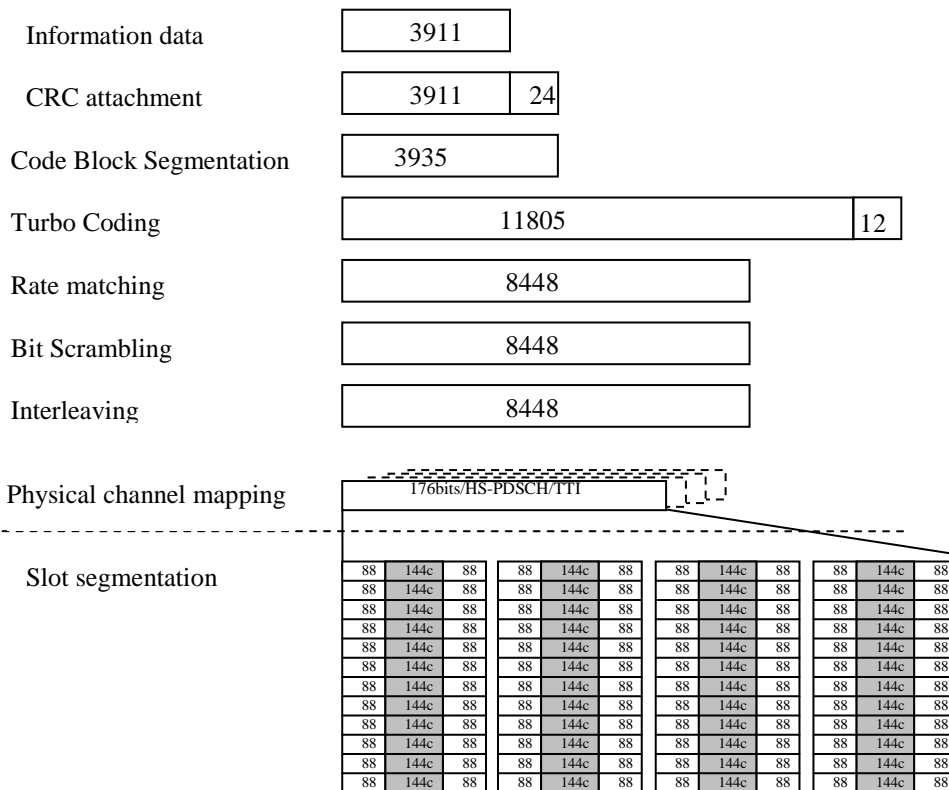 Information data 3911
CRC attachment 3911 24
Code Block Segmentation 3935
Turbo Coding 11805 12
Rate matching 8448
Bit Scrambling 8448
Interleaving 8448
Physical channel mapping 176bits/HS-PDSCH/TTI
Slot segmentation
88 144c 88 88 144c 88 88 144c 88 88 144c 88
88 144c 88 88 144c 88 88 144c 88 88 144c 88
88 144c 88 88 144c 88 88 144c 88 88 144c 88
88 144c 88 88 144c 88 88 144c 88 88 144c 88
88 144c 88 88 144c 88 88 144c 88 88 144c 88
88 144c 88 88 144c 88 88 144c 88 88 144c 88
88 144c 88 88 144c 88 88 144c 88 88 144c 88
88 144c 88 88 144c 88 88 144c 88 88 144c 88
88 144c 88 88 144c 88 88 144c 88 88 144c 88
88 144c 88 88 144c 88 88 144c 88 88 144c 88
88 144c 88 88 144c 88 88 144c 88 88 144c 88
88 144c 88 88 144c 88 88 144c 88 88 144c 88